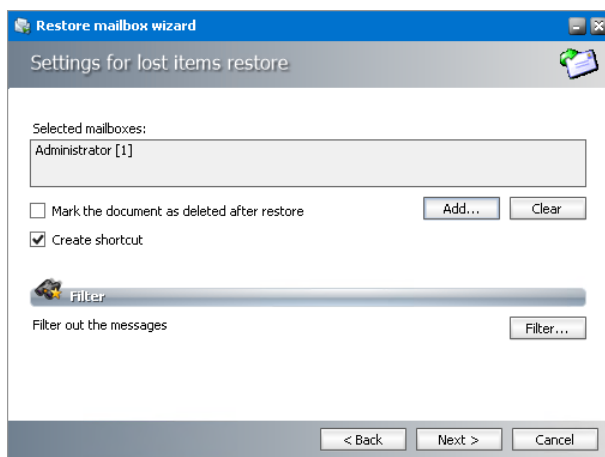 Restore mailbox wizard
Settings for lost items restore
Selected mailboxes:
Administrator [1]
Mark the document as deleted after restore
Add...
Clear
Create shortcut
Filter
Filter out the messages
Filter...
< Back
Next >
Cancel